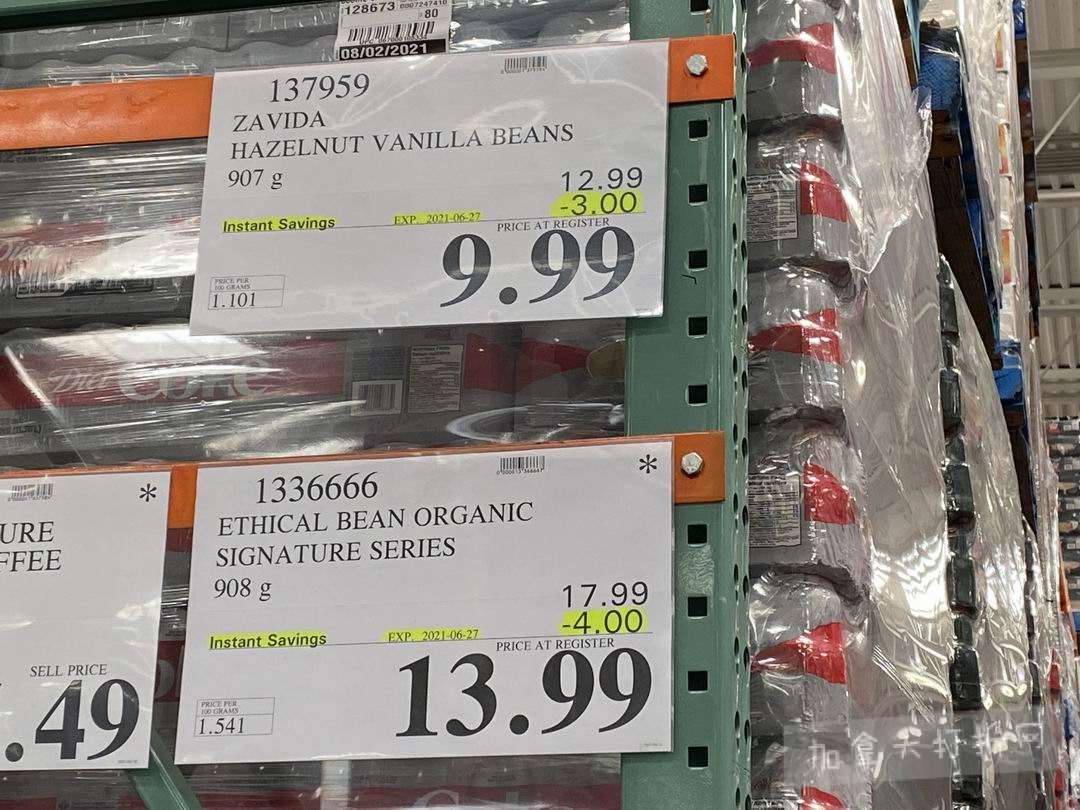 128673
80
08/02/2021
137959
ZAVIDA
HAZELNUT VANILLA BEANS
907 g
12.99
-3.00
Instant Savings
EXP. 2021-06-27
PRICE AT REGISTER
9.99
PRICE PER
100 GRAMS
1.101
Diet Coke
*
URE
FFEE
SELL PRICE
.49
1336666
*
ETHICAL BEAN ORGANIC
SIGNATURE SERIES
908 g
17.99
-4.00
Instant Savings
EXP. 2021-06-27
PRICE AT REGISTER
13.99
PRICE PER
100 GRAMS
1.541
加拿大打折网